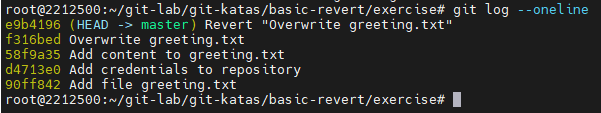 root@2212500:~/git-lab/git-katas/basic-revert/exercise# git log --oneline
e9b4196 (HEAD -> master) Revert "Overwrite greeting.txt"
f316bed Overwrite greeting.txt
58f9a35 Add content to greeting.txt
d4713e0 Add credentials to repository
90ff842 Add file greeting.txt
root@2212500:~/git-lab/git-katas/basic-revert/exercise#